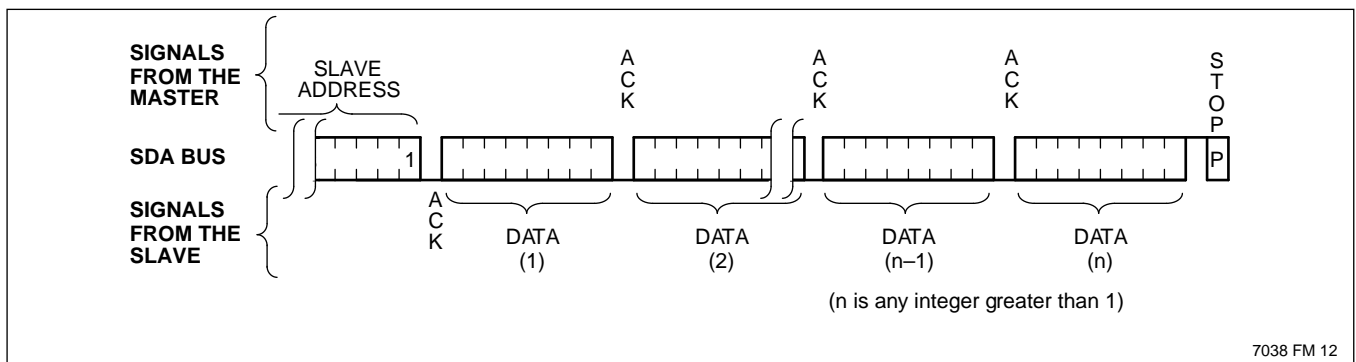 SIGNALS
FROM THE
MASTER
SLAVE
ADDRESS
A
C
K
A
C
K
A
C
K
S
T
O
P
SDA BUS
1
P
SIGNALS
FROM THE
SLAVE
A
C
K
DATA
(1)
DATA
(2)
DATA
(n–1)
DATA
(n)
(n is any integer greater than 1)
7038 FM 12